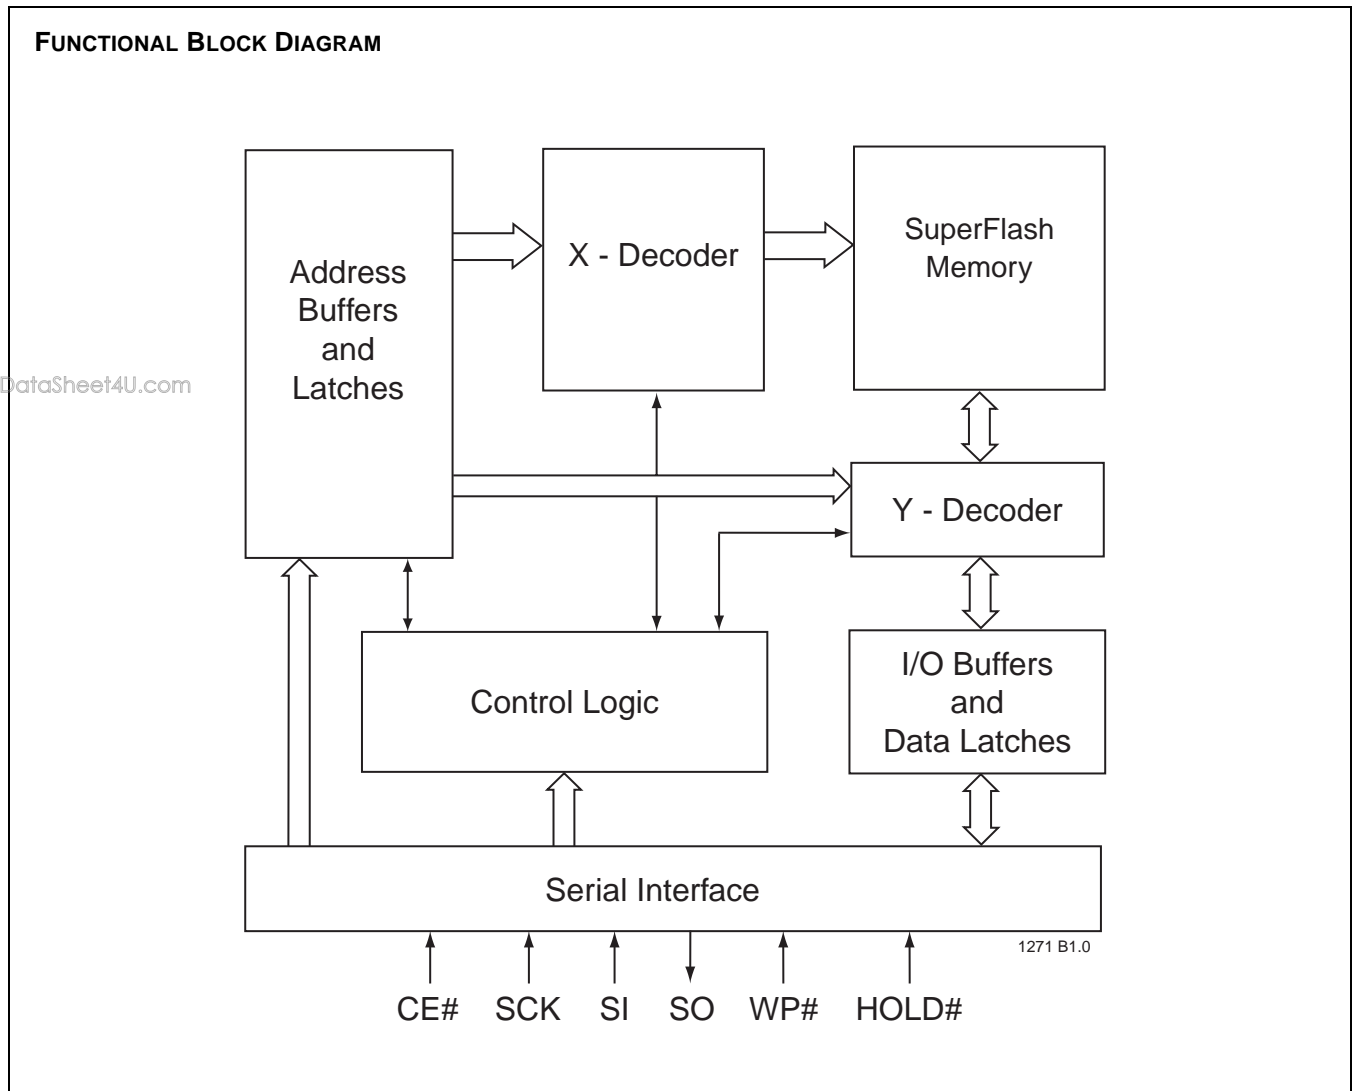 FUNCTIONAL BLOCK DIAGRAM
Address
Buffers
and
Latches
X - Decoder
SuperFlash
Memory
DataSheet4U.com
Y - Decoder
Control Logic
I/O Buffers
and
Data Latches
Serial Interface
1271 B1.0
CE# SCK SI SO WP# HOLD#